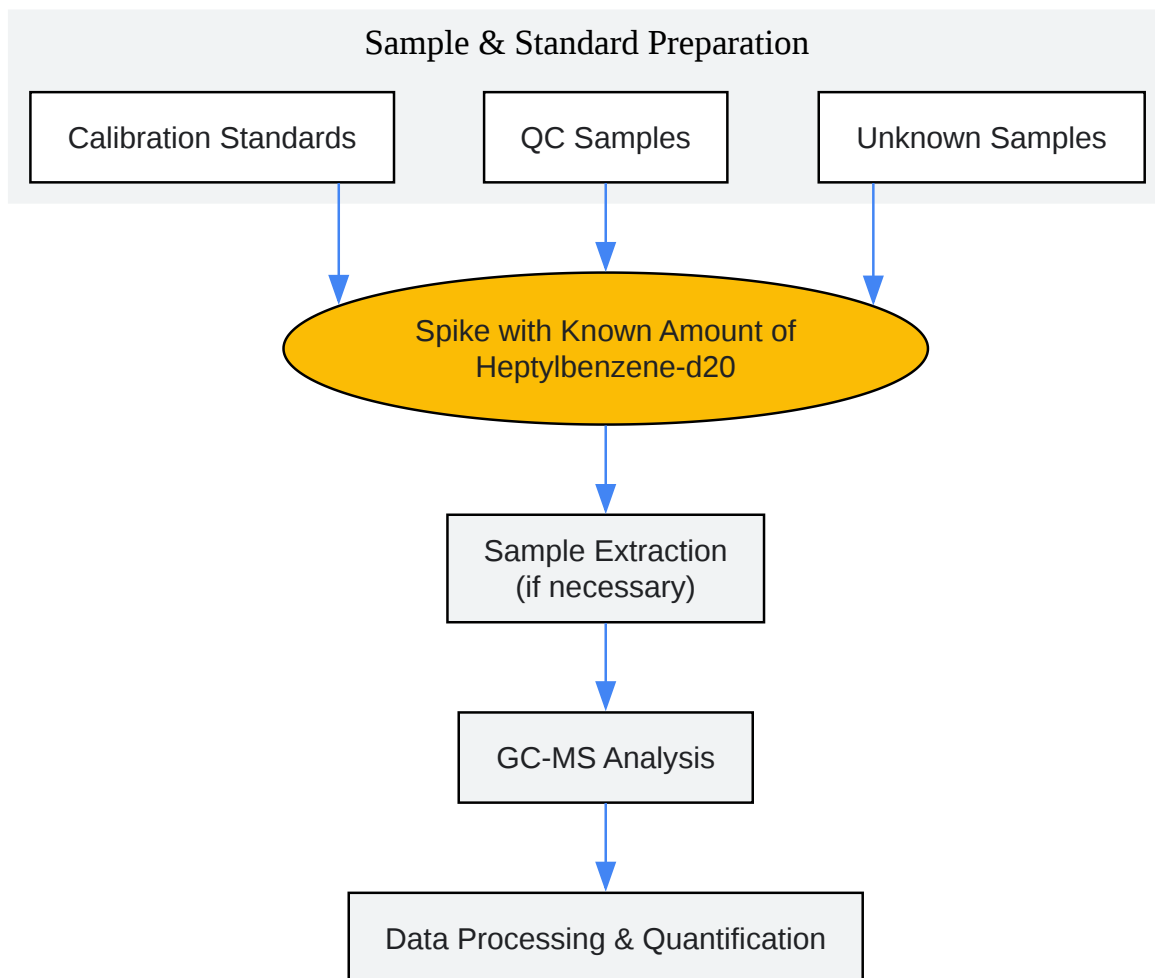 Sample & Standard Preparation
Calibration Standards
QC Samples
Unknown Samples
Spike with Known Amount of
Heptylbenzene-d20
Sample Extraction
(if necessary)
GC-MS Analysis
Data Processing & Quantification